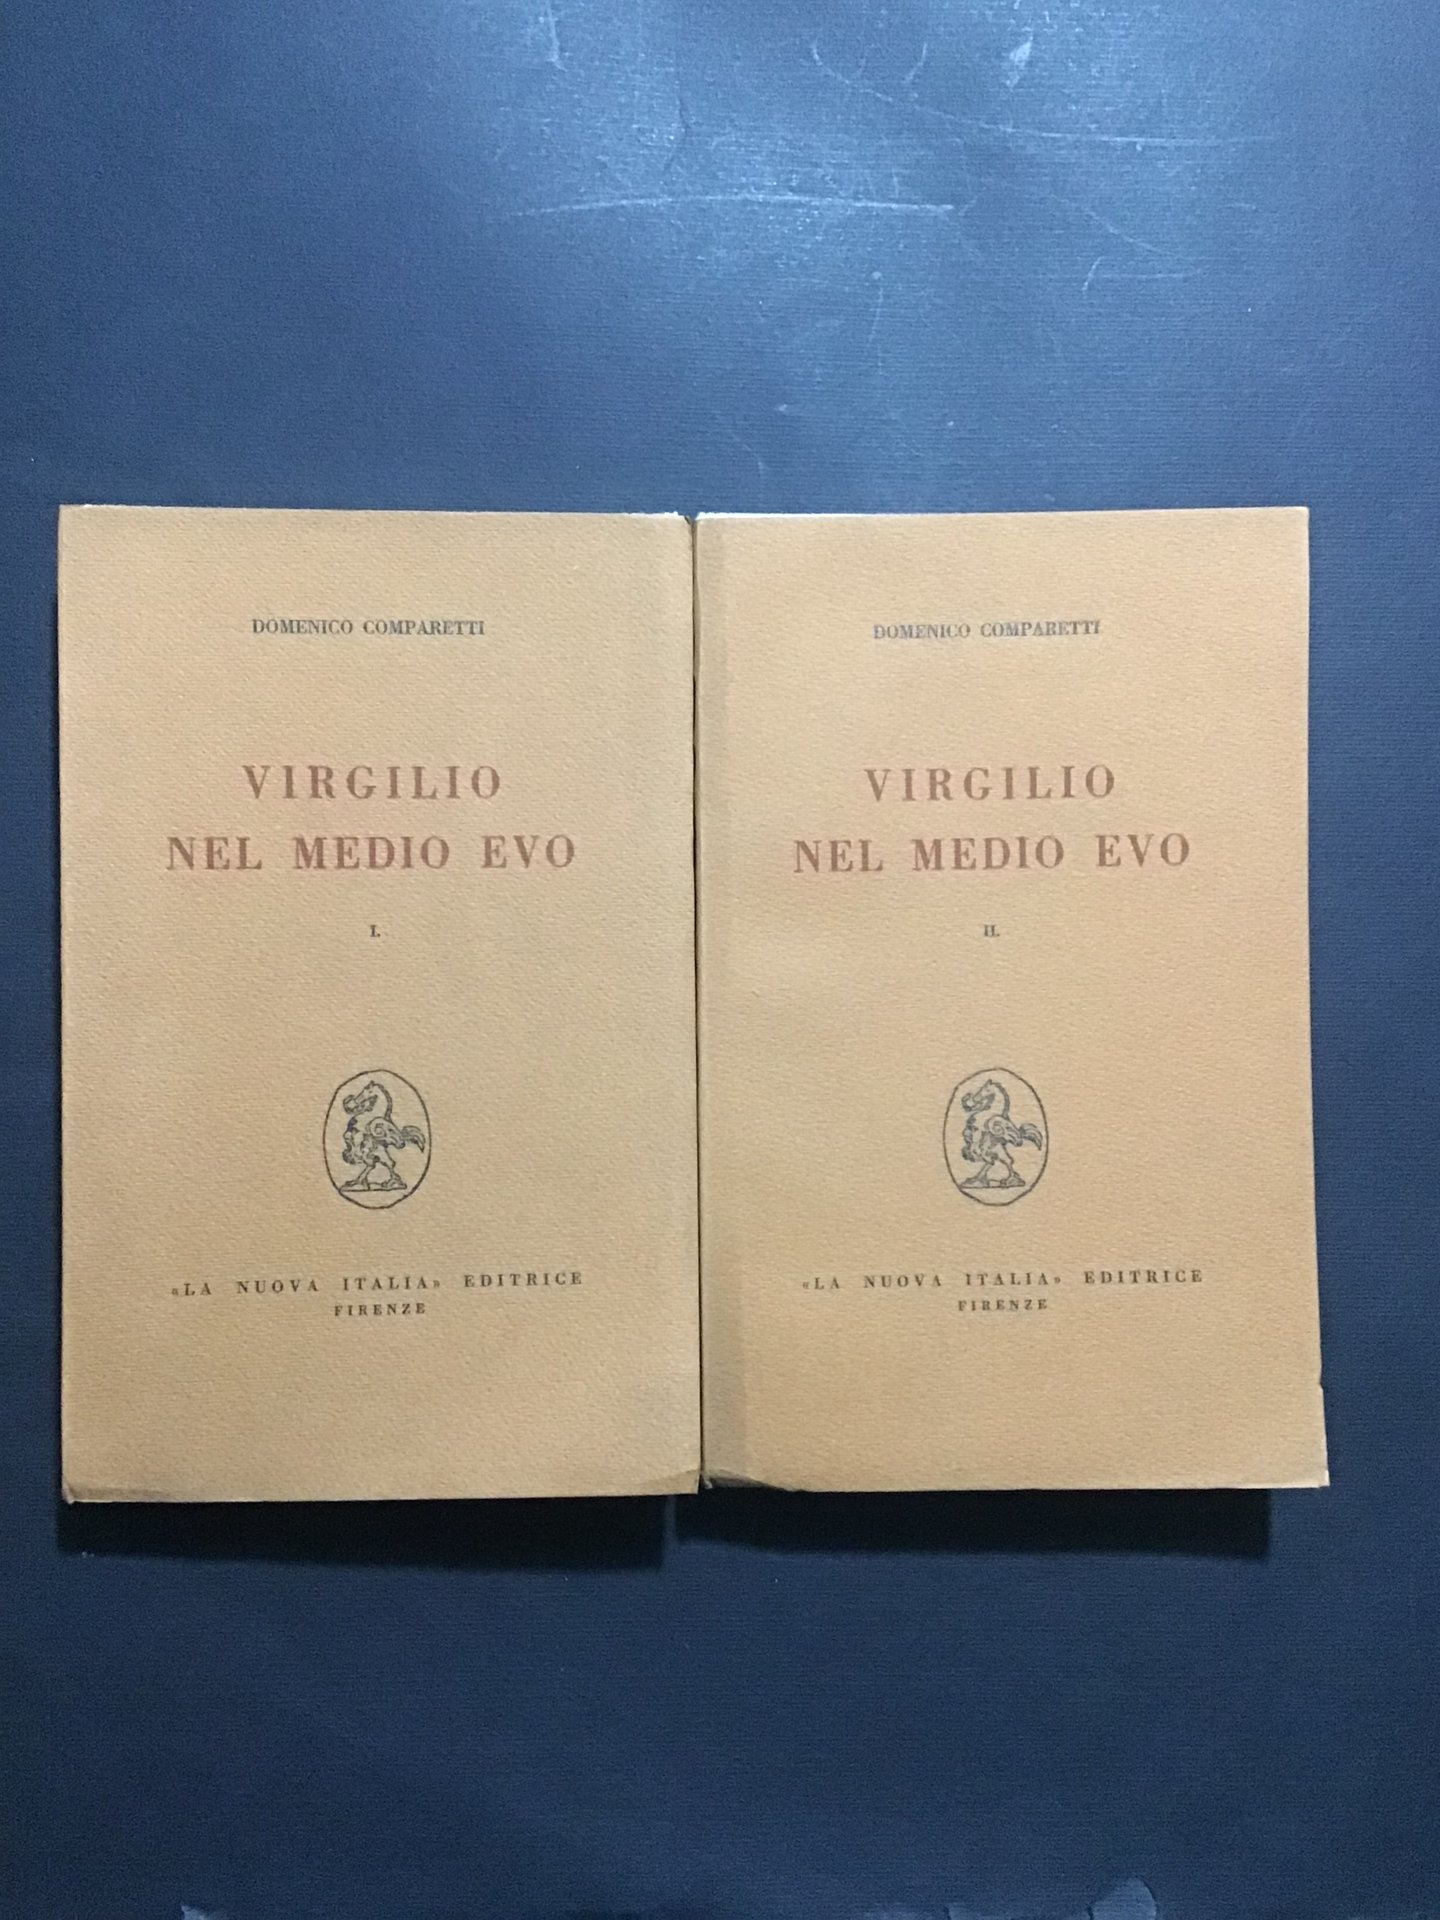 DOMENICO COMPARETTI
VIRGILIO
NEL MEDIO EVO
I.
«LA NUOVA ITALIA» EDITRICE
FIRENZE
DOMENICO COMPARETTI
VIRGILIO
NEL MEDIO EVO
II.
«LA NUOVA ITALIA» EDITRICE
FIRENZE